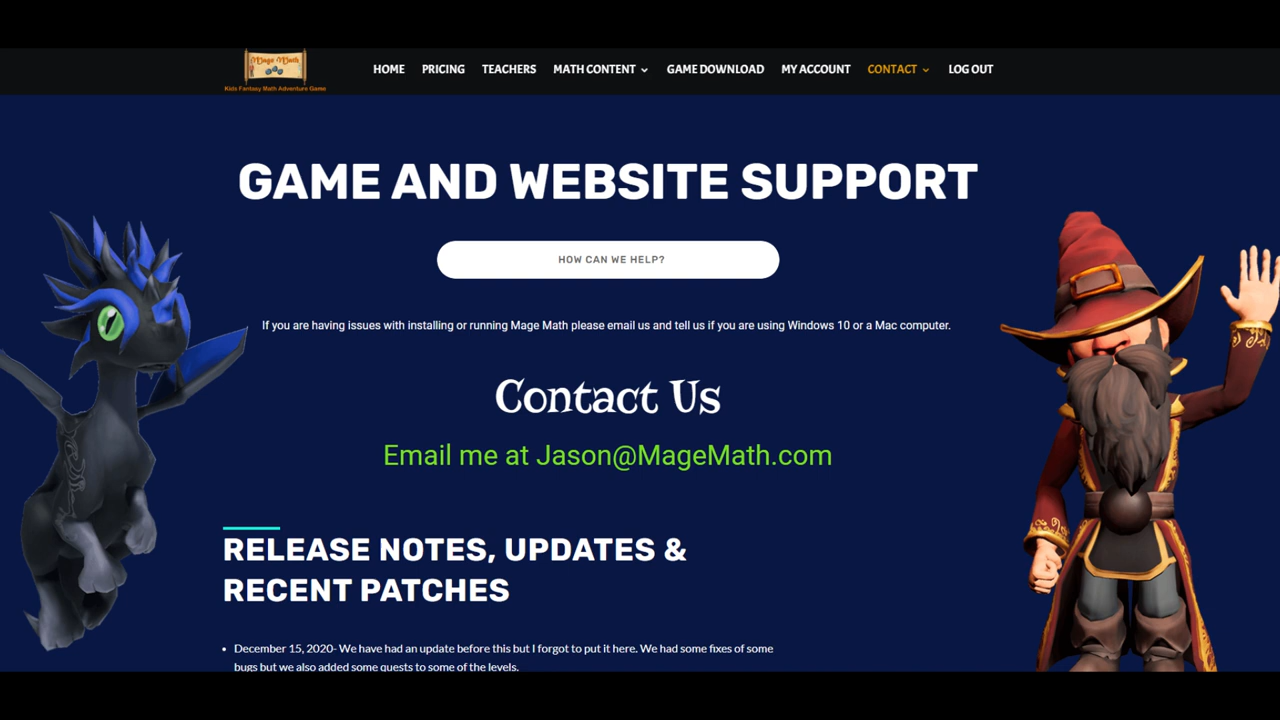 Mage Math
Kids Fantasy Math Adventure Game
HOME PRICING TEACHERS MATH CONTENT GAME DOWNLOAD MY ACCOUNT CONTACT LOG OUT
GAME AND WEBSITE SUPPORT
HOW CAN WE HELP?
If you are having issues with installing or running Mage Math please email us and tell us if you are using Windows 10 or a Mac computer.
Contact Us
Email me at Jason@MageMath.com
RELEASE NOTES, UPDATES &
RECENT PATCHES
• December 15, 2020- We have had an update before this but I forgot to put it here. We had some fixes of some
bugs but we also added some quests to some of the levels.